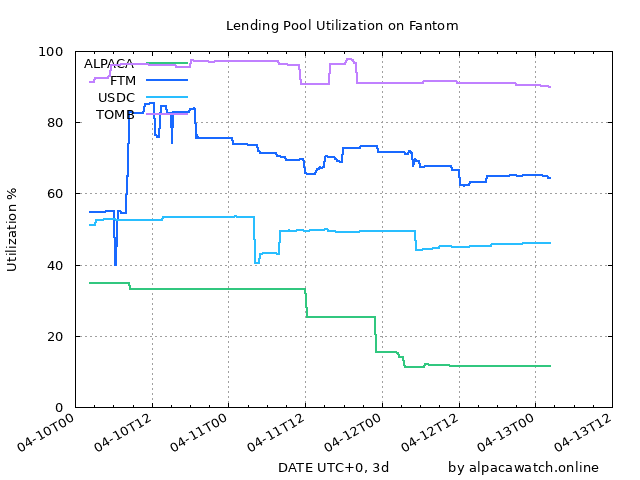 Lending Pool Utilization on Fantom
Utilization %
100
80
60
40
20
0
ALPACA
FTM
USDC
TOMB
04-10T00
04-10T12
04-11T00
04-11T12
04-12T00
04-12T12
04-13T00
04-13T12
DATE UTC+0, 3d
by alpacawatch.online